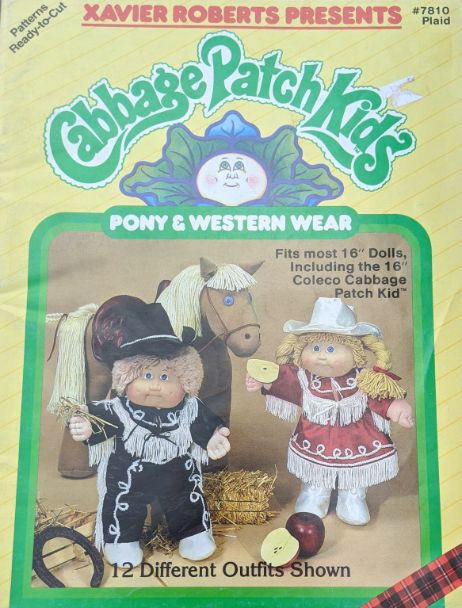 Patterns
Ready-to-Cut
XAVIER ROBERTS PRESENTS
#7810
Plaid
Cabbage Patch Kids™
PONY & WESTERN WEAR
Fits most 16" Dolls,
Including the 16"
Coleco Cabbage
Patch Kid™
12 Different Outfits Shown